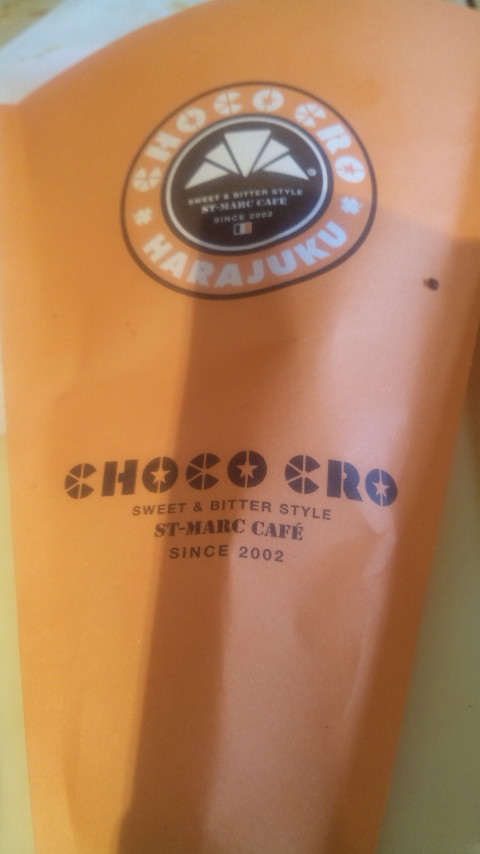 CHOCO CRO
SWEET & BITTER STYLE
ST-MARC CAFÉ
SINCE 2002
HARAJUKU
CHOCO CRO
SWEET & BITTER STYLE
ST-MARC CAFÉ
SINCE 2002